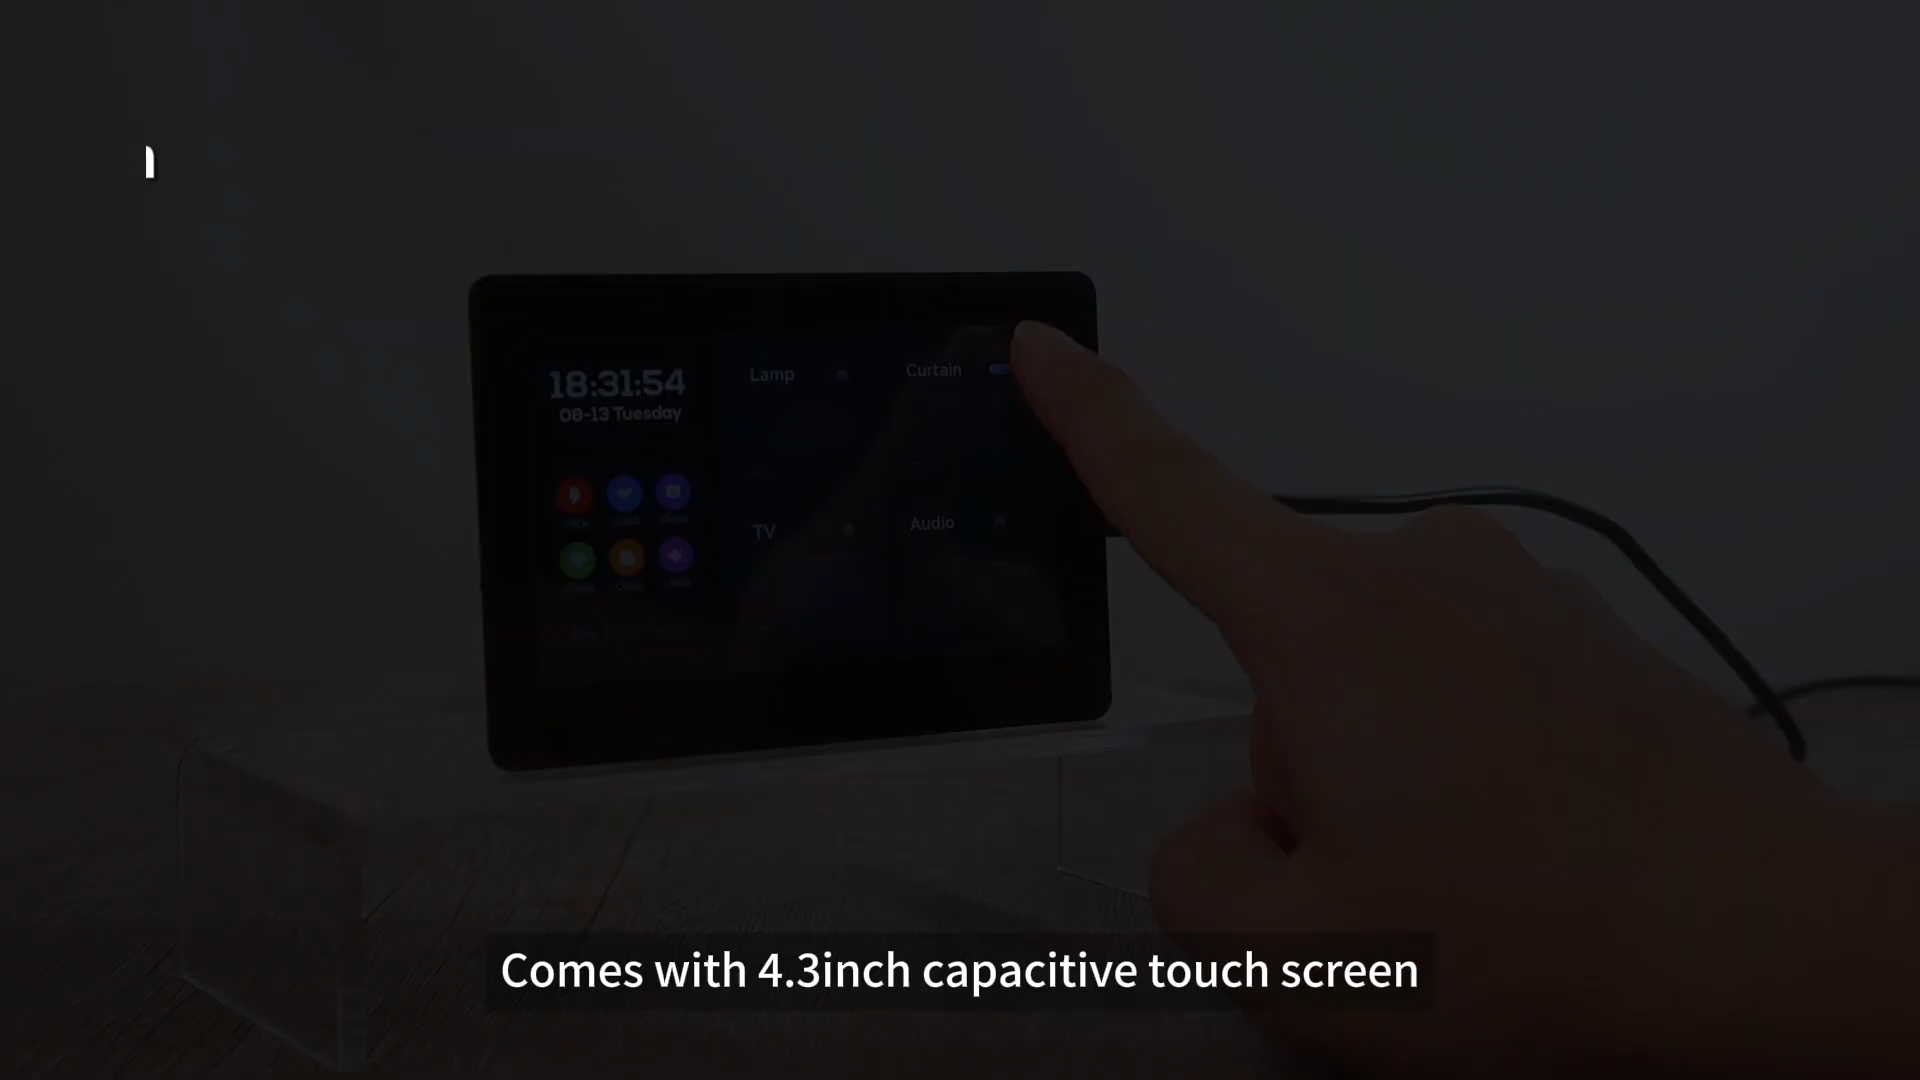 18:31:54
08-13 Tuesday
Lamp
Curtain
TV
Audio
Comes with 4.3inch capacitive touch screen